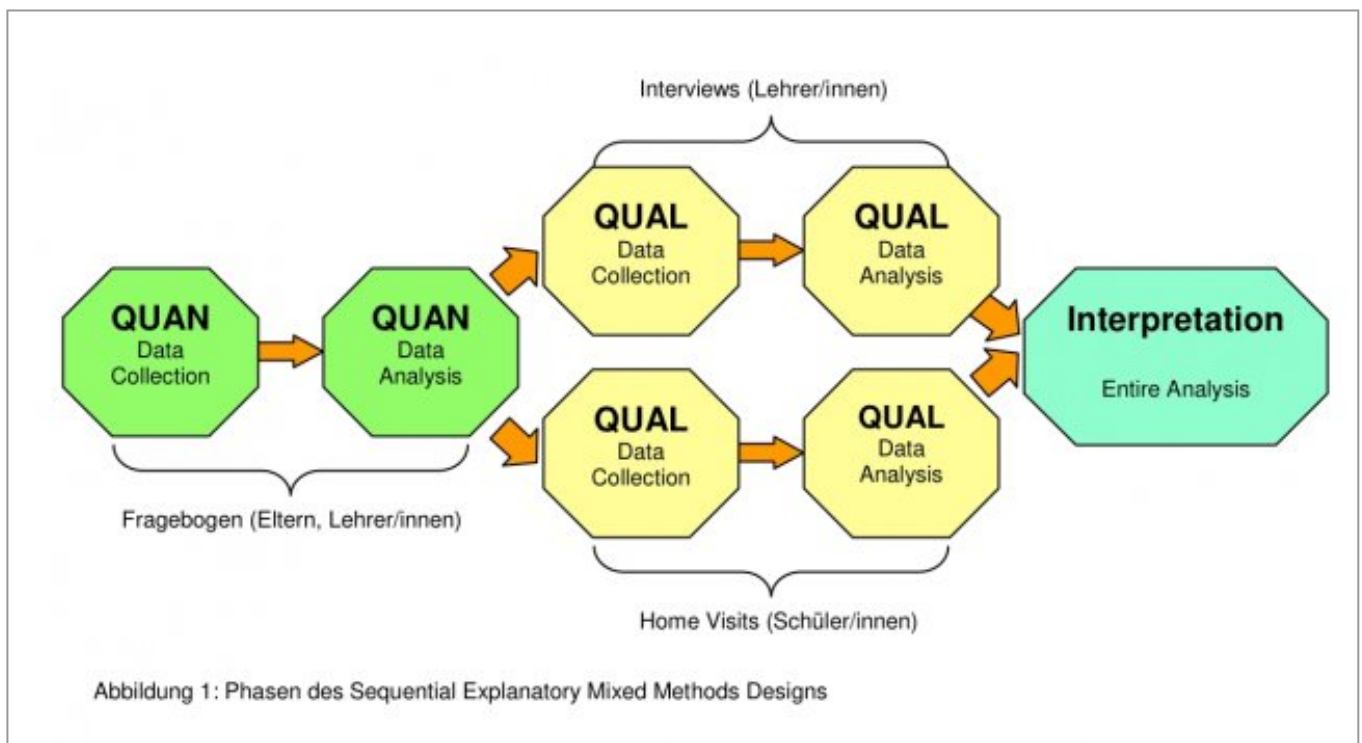 Interviews (Lehrer/innen)
QUAL
Data
Collection
QUAL
Data
Analysis
QUAN
Data
Collection
QUAN
Data
Analysis
Interpretation
Entire Analysis
QUAL
Data
Collection
QUAL
Data
Analysis
Fragebogen (Eltern, Lehrer/innen)
Home Visits (Schüler/innen)
Abbildung 1: Phasen des Sequential Explanatory Mixed Methods Designs